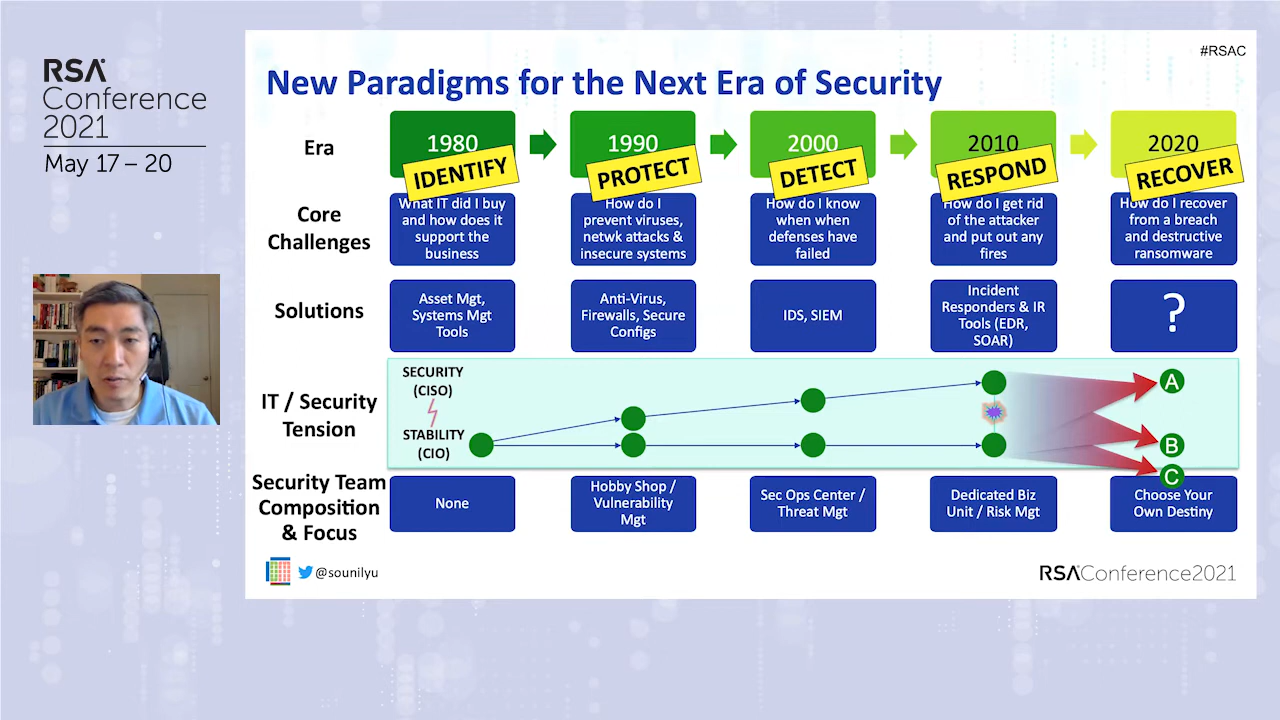 RSA
Conference
2021
May 17 – 20
#RSAC
New Paradigms for the Next Era of Security
Era
1980
1990
2000
2010
2020
IDENTIFY
PROTECT
DETECT
RESPOND
RECOVER
Core
Challenges
What IT did I buy
and how does it
support the
business
How do I
prevent viruses,
netwk attacks &
insecure systems
How do I know
when when
defenses have
failed
How do I get rid
of the attacker
and put out any
fires
How do I recover
from a breach
and destructive
ransomware
Solutions
Asset Mgt,
Systems Mgt
Tools
Anti-Virus,
Firewalls, Secure
Configs
IDS, SIEM
Incident
Responders & IR
Tools (EDR,
SOAR)
?
IT / Security
Tension
SECURITY
(CISO)
STABILITY
(CIO)
A
B
C
Security Team
Composition
& Focus
None
Hobby Shop /
Vulnerability
Mgt
Sec Ops Center /
Threat Mgt
Dedicated Biz
Unit / Risk Mgt
Choose Your
Own Destiny
@sounilyu
RSAConference2021